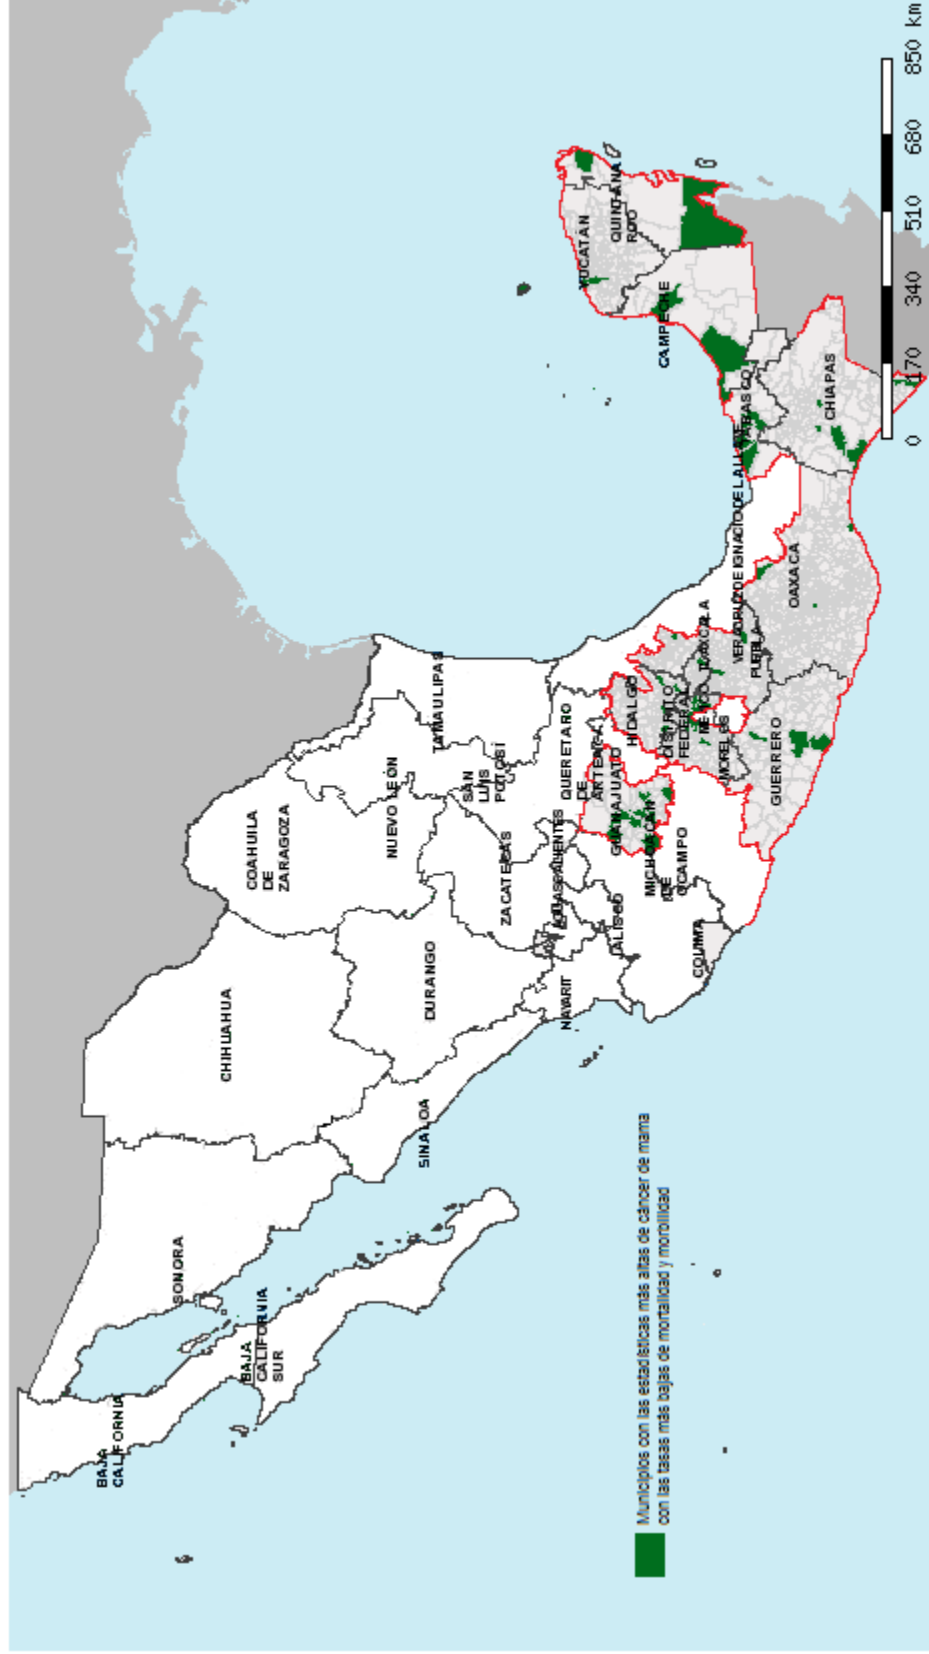 BAJA
CALIFORNIA
SONORA
BAJA
CALIFORNIA
SUR
CHIHUAHUA
COAHUILA
DE
ZARAGOZA
SINALOA
DURANGO
NUEVO LEÓN
TAMAULIPAS
ZACATECAS
SAN
LUIS
POTOSÍ
NAYARIT
AGUASCALIENTES
QUERETARO
DE
ARTEAGA
JALISCO
GUANAJUATO
HIDALGO
YUCATÁN
QUINTANA
ROO
COLIMA
MICHOACÁN
DE
OCAMPO
DISTRITO
FEDERAL
MÉXICO
TLAXCALA
CAMPECHE
MORELOS
PUEBLA
VERACRUZ DE IGNACIO DE LA LLAVE
TABASCO
GUERRERO
OAXACA
CHIAPAS
Municipios con las estadísticas más altas de cáncer de mama
con las tasas más bajas de mortalidad y morbilidad
0 170 340 510 680 850 km